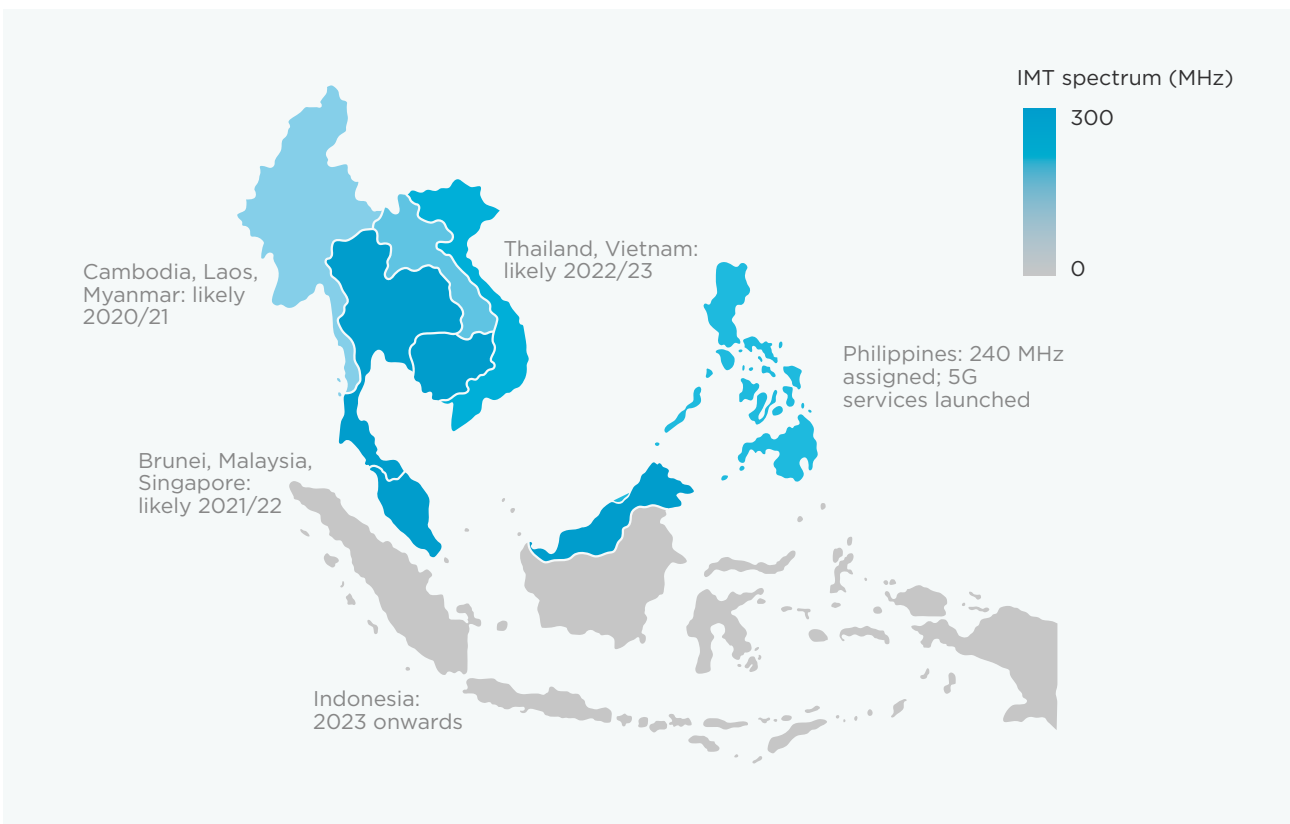 IMT spectrum (MHz)
300
0
Thailand, Vietnam:
likely 2022/23
Cambodia, Laos,
Myanmar: likely
2020/21
Philippines: 240 MHz
assigned; 5G
services launched
Brunei, Malaysia,
Singapore:
likely 2021/22
Indonesia:
2023 onwards